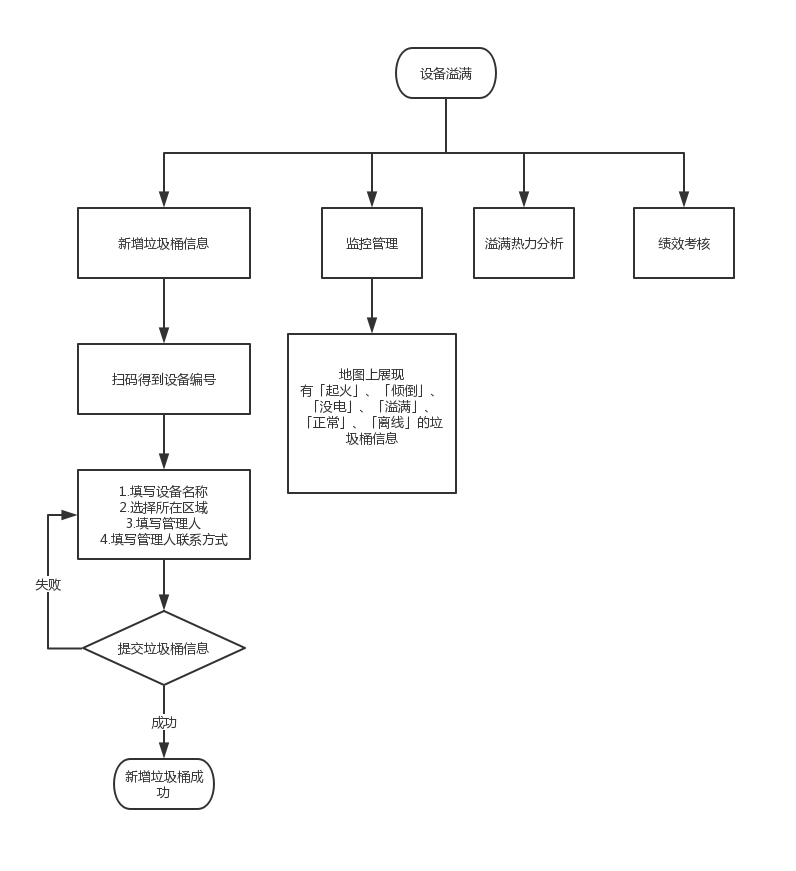 设备溢满
新增垃圾桶信息
监控管理
溢满热力分析
绩效考核
扫码得到设备编号
地图上展现
有「起火」、「倾倒」、
「没电」、「溢满」、
「正常」、「离线」的垃
圾桶信息
1.填写设备名称
2.选择所在区域
3.填写管理人
4.填写管理人联系方式
失败
提交垃圾桶信息
成功
新增垃圾桶成
功